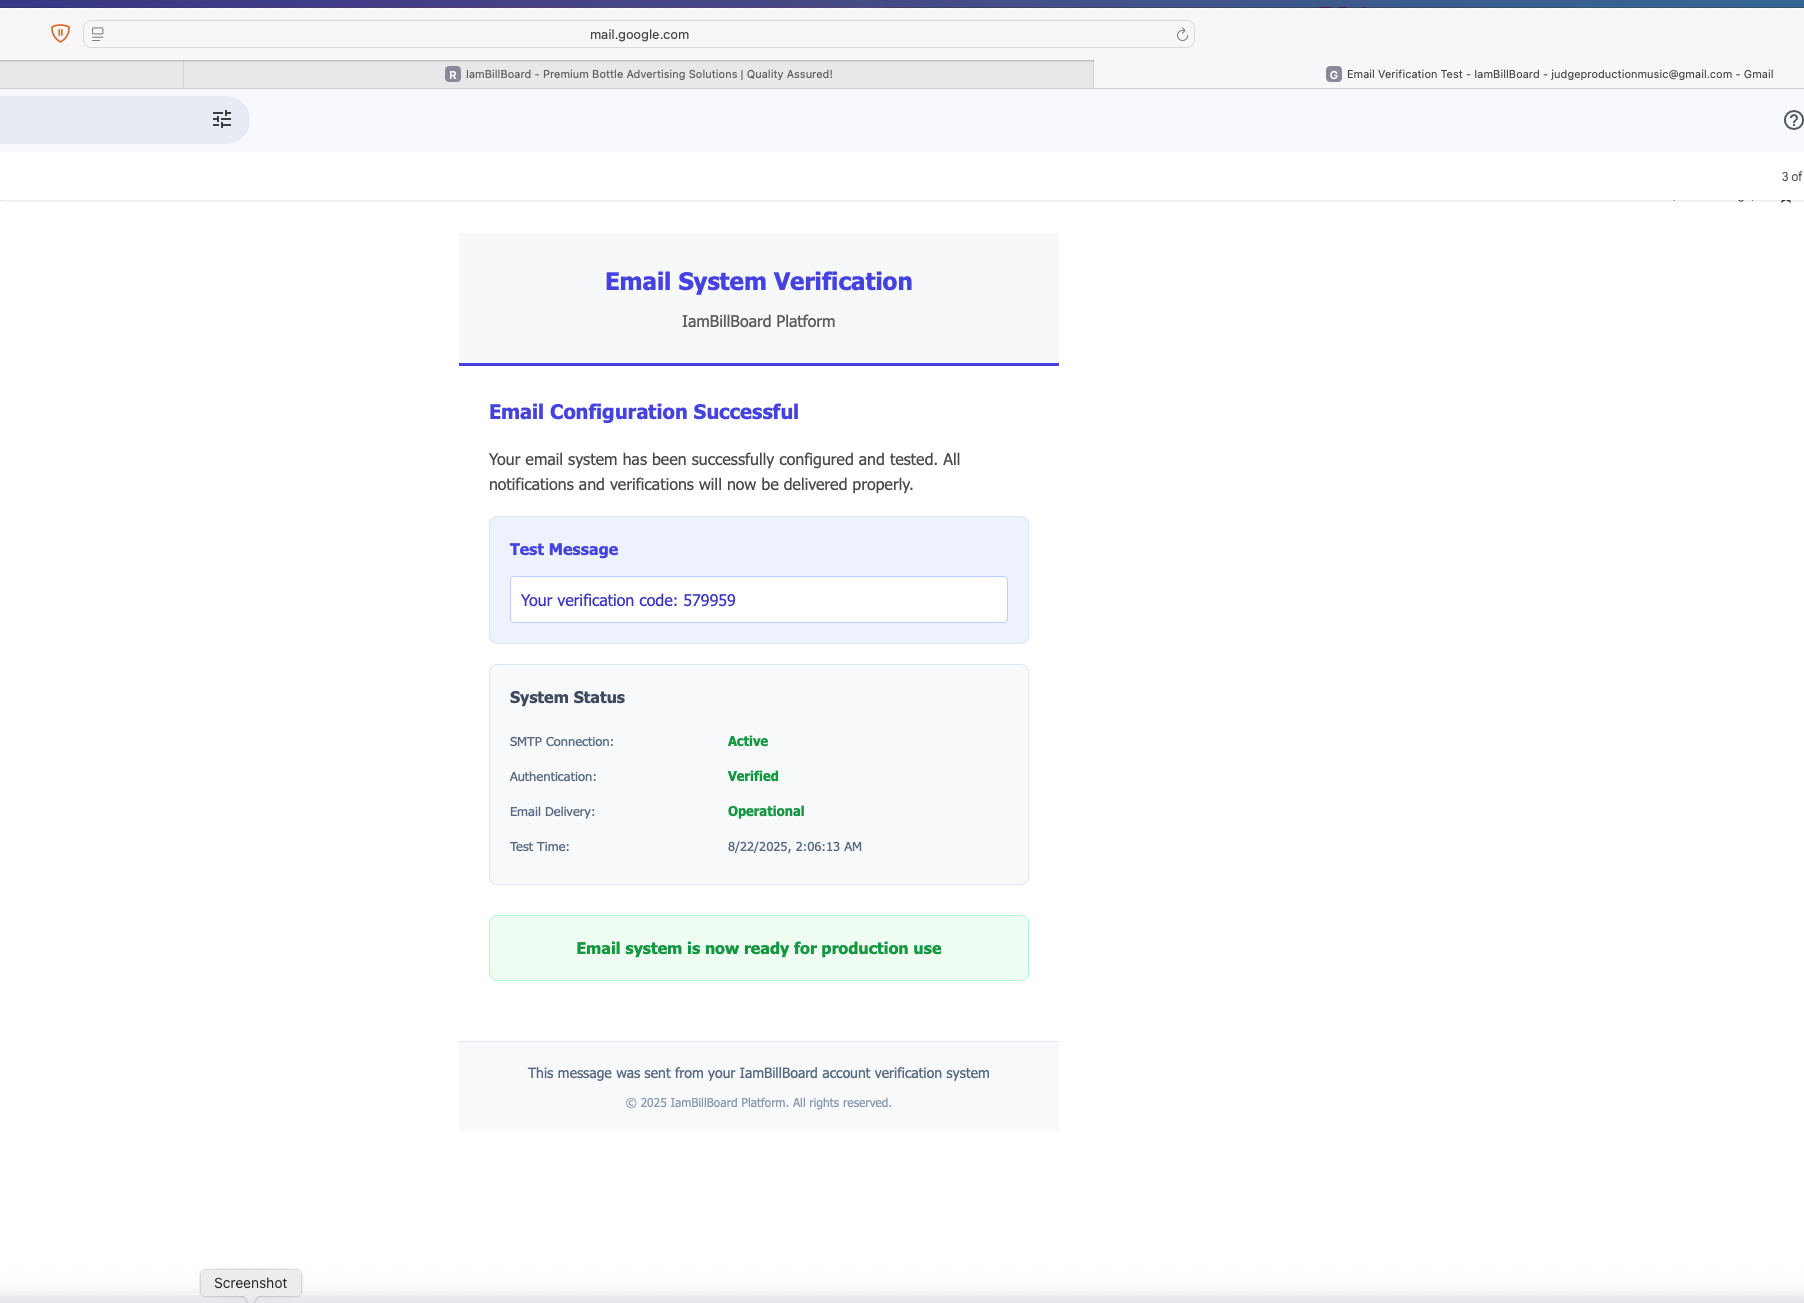 mail.google.com
R IamBillBoard - Premium Bottle Advertising Solutions | Quality Assured!
G Email Verification Test - IamBillBoard - judgeproductionmusic@gmail.com - Gmail
3 of
Email System Verification
IamBillBoard Platform
Email Configuration Successful
Your email system has been successfully configured and tested. All
notifications and verifications will now be delivered properly.
Test Message
Your verification code: 579959
System Status
SMTP Connection: Active
Authentication: Verified
Email Delivery: Operational
Test Time: 8/22/2025, 2:06:13 AM
Email system is now ready for production use
This message was sent from your IamBillBoard account verification system
© 2025 IamBillBoard Platform. All rights reserved.
Screenshot